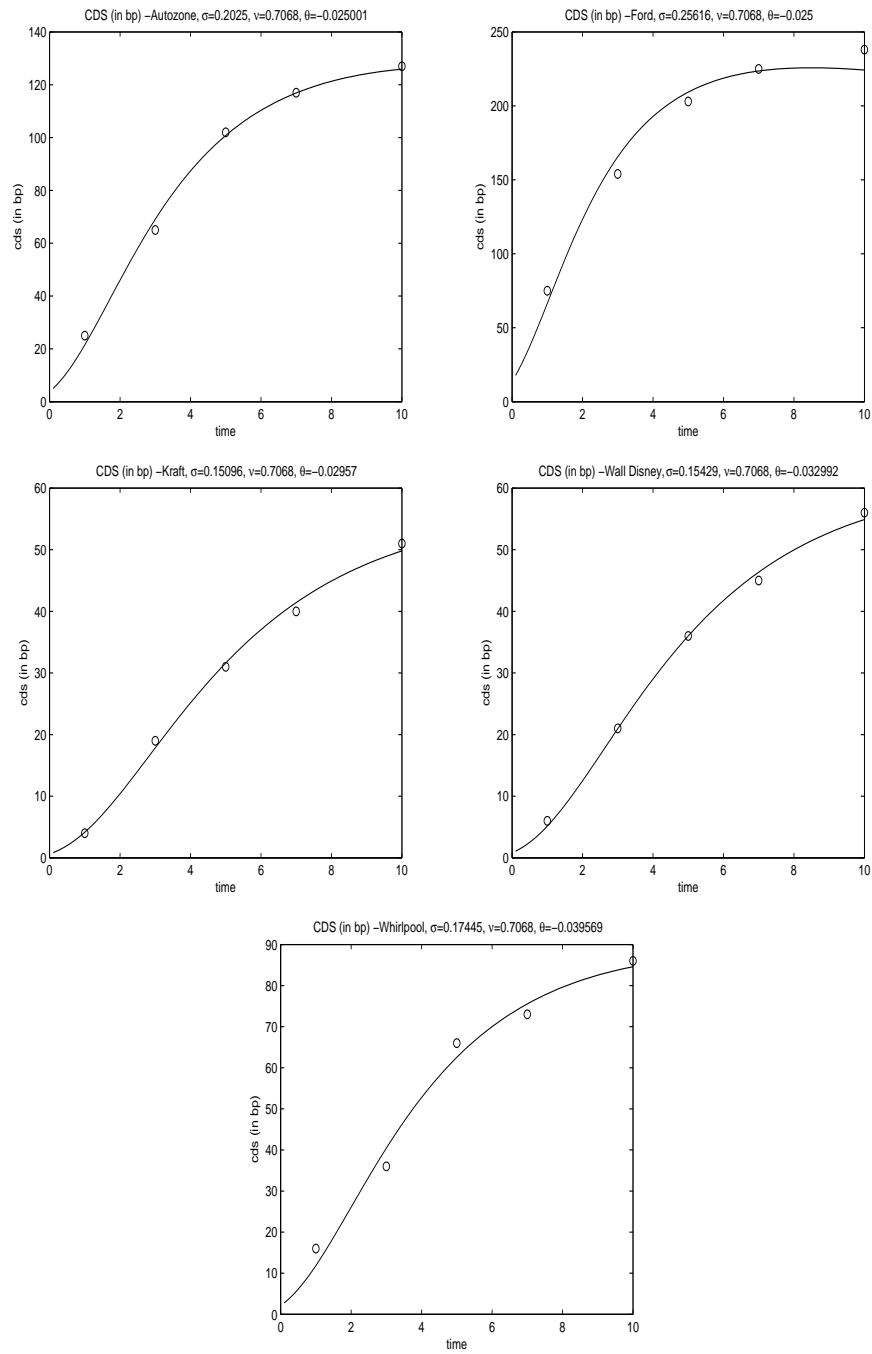 CDS (in bp) –Autozone, σ=0.2025, ν=0.7068, θ=–0.025001
140
120
100
80
60
40
20
0
cds (in bp)
0 2 4 6 8 10
time
CDS (in bp) –Ford, σ=0.25616, ν=0.7068, θ=–0.025
250
200
150
100
50
0
cds (in bp)
0 2 4 6 8 10
time
CDS (in bp) –Kraft, σ=0.15096, ν=0.7068, θ=–0.02957
60
50
40
30
20
10
0
cds (in bp)
0 2 4 6 8 10
time
CDS (in bp) –Wall Disney, σ=0.15429, ν=0.7068, θ=–0.032992
60
50
40
30
20
10
0
cds (in bp)
0 2 4 6 8 10
time
CDS (in bp) –Whirlpool, σ=0.17445, ν=0.7068, θ=–0.039569
90
80
70
60
50
40
30
20
10
0
cds (in bp)
0 2 4 6 8 10
time